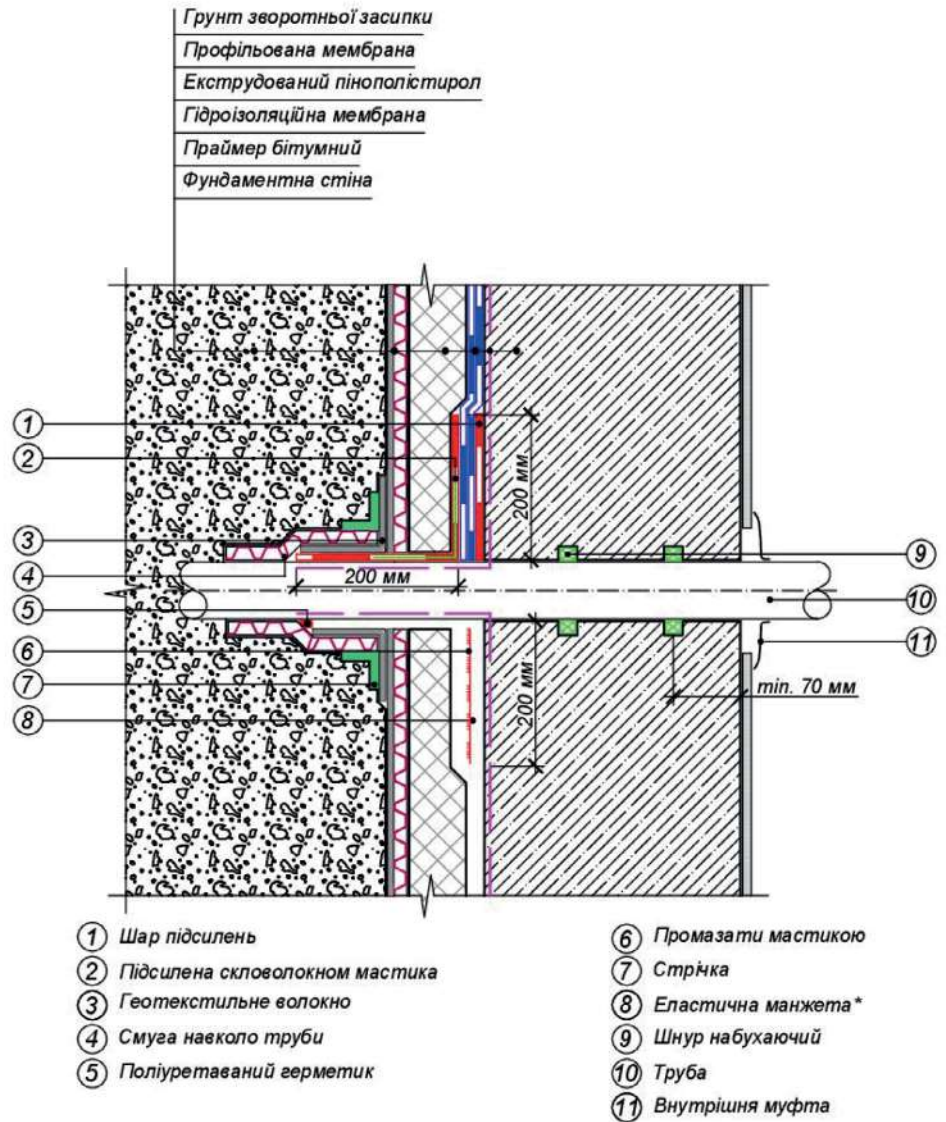 Грунт зворотньої засипки
Профільована мембрана
Екструдований пінополістирол
Гідроізоляційна мембрана
Праймер бітумний
Фундаментна стіна
1
2
3
4
5
6
7
8
200 мм
200 мм
200 мм
9
10
11
min. 70 мм
1 Шар підсилень
2 Підсилена скловолокном мастика
3 Геотекстильне волокно
4 Смуга навколо труби
5 Поліуретаваний герметик
6 Промазати мастикою
7 Стрічка
8 Еластична манжета*
9 Шнур набухаючий
10 Труба
11 Внутрішня муфта